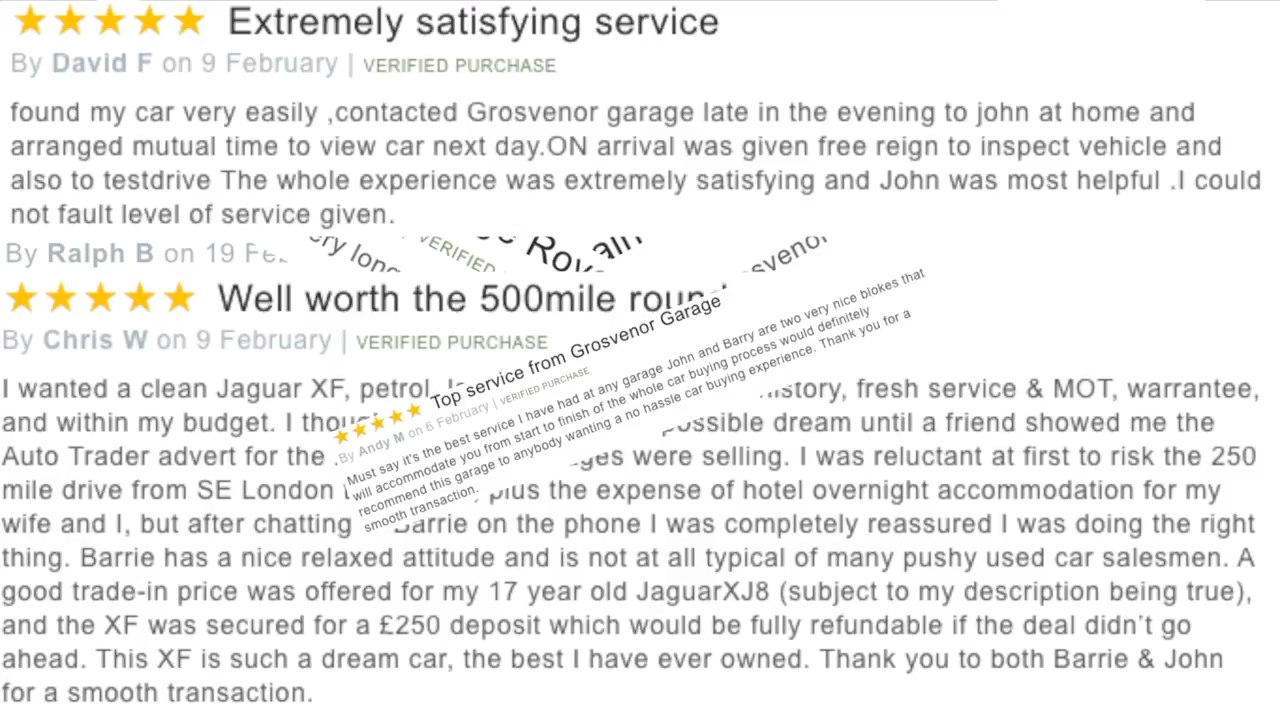 Extremely satisfying service
By David F on 9 February | VERIFIED PURCHASE
found my car very easily ,contacted Grosvenor garage late in the evening to john at home and
arranged mutual time to view car next day.ON arrival was given free reign to inspect vehicle and
also to testdrive The whole experience was extremely satisfying and John was most helpful .I could
not fault level of service given.
By Ralph B on 19
VERIFIED
Well worth the 500mile
By Chris W on 9 February | VERIFIED PURCHASE
I wanted a clean Jaguar XF, petrol,
fresh service & MOT, warrantee,
and within my budget. I
dream until a friend showed me the
Auto Trader advert for the
were selling. I was reluctant at first to risk the 250
mile drive from SE London
plus the expense of hotel overnight accommodation for my
wife and I, but after chatting
Barrie on the phone I was completely reassured I was doing the right
thing. Barrie has a nice relaxed attitude and is not at all typical of many pushy used car salesmen. A
good trade-in price was offered for my 17 year old JaguarXJ8 (subject to my description being true),
and the XF was secured for a £250 deposit which would be fully refundable if the deal didn't go
ahead. This XF is such a dream car, the best I have ever owned. Thank you to both Barrie & John
for a smooth transaction.
Top service from Grosvenor Garage
By Andy M on 6 February | VERIFIED PURCHASE
Must say it's the best service I have had at any garage John and Barry are two very nice blokes that
will accommodate you from start to finish of the whole car buying process would definitely
recommend this garage to anybody wanting a no hassle car buying experience. Thank you for a
smooth transaction.